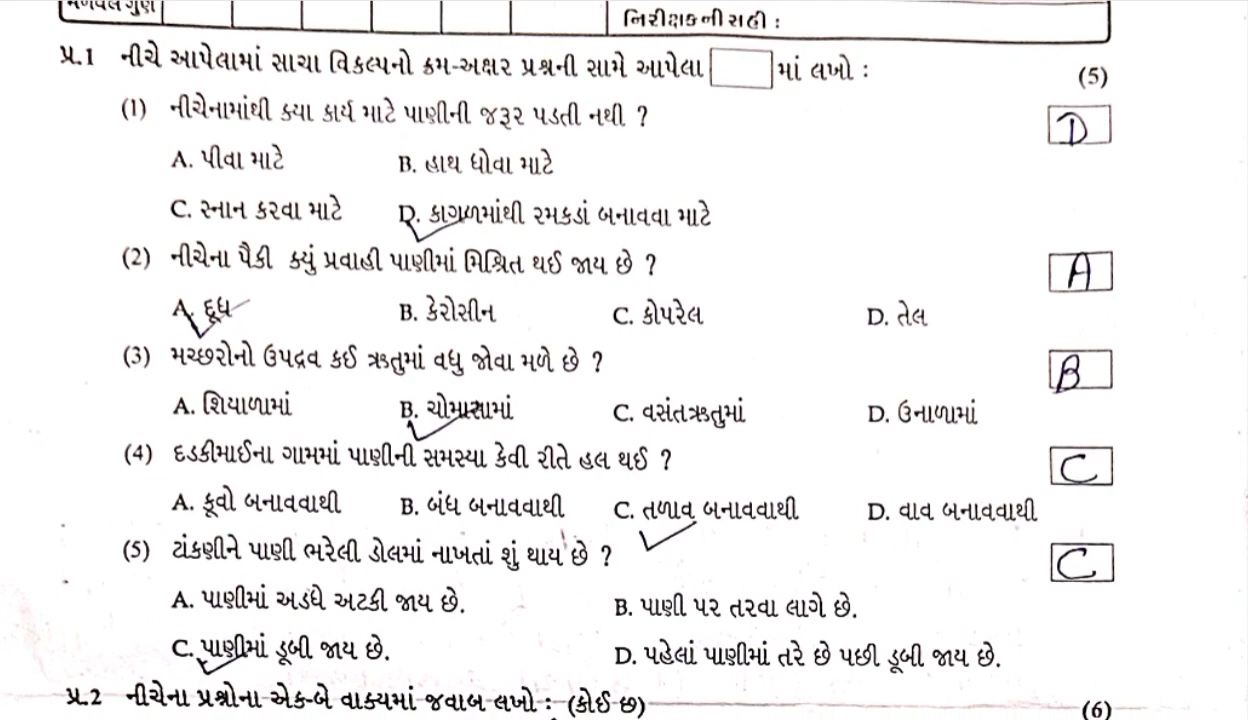 મેળવેલ ગુણ
નિરીક્ષકની સહી :
પ્ર.1 નીચે આપેલામાં સાચા વિકલ્પનો ક્રમ-અક્ષર પ્રશ્નની સામે આપેલા માં લખો : (5)
(1) નીચેનામાંથી કયા કાર્ય માટે પાણીની જરૂર પડતી નથી ? D
A. પીવા માટે B. હાથ ધોવા માટે
C. સ્નાન કરવા માટે D. કાગળમાંથી રમકડાં બનાવવા માટે
(2) નીચેના પૈકી ક્યું પ્રવાહી પાણીમાં મિશ્રિત થઈ જાય છે ? A
A. દૂધ B. કેરોસીન C. કોપરેલ D. તેલ
(3) મચ્છરોનો ઉપદ્રવ કઈ ઋતુમાં વધુ જોવા મળે છે ? B
A. શિયાળામાં B. ચોમાસામાં C. વસંતઋતુમાં D. ઉનાળામાં
(4) દડકીમાઈના ગામમાં પાણીની સમસ્યા કેવી રીતે હલ થઈ ? C
A. કૂવો બનાવવાથી B. બંધ બનાવવાથી C. તળાવ બનાવવાથી D. વાવ બનાવવાથી
(5) ટાંકણીને પાણી ભરેલી ડોલમાં નાખતાં શું થાય છે ? C
A. પાણીમાં અડધે અટકી જાય છે. B. પાણી પર તરવા લાગે છે.
C. પાણીમાં ડૂબી જાય છે. D. પહેલાં પાણીમાં તરે છે પછી ડૂબી જાય છે.
પ્ર.2 નીચેના પ્રશ્નોના એક-બે વાક્યમાં જવાબ લખો : (કોઈ છ) (6)